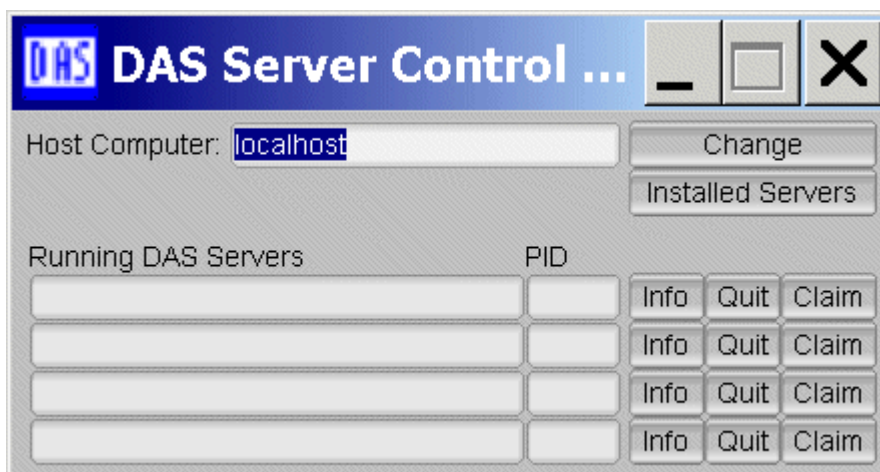 DAS DAS Server Control ...
Host Computer: localhost Change
Installed Servers
Running DAS Servers PID
Info Quit Claim
Info Quit Claim
Info Quit Claim
Info Quit Claim